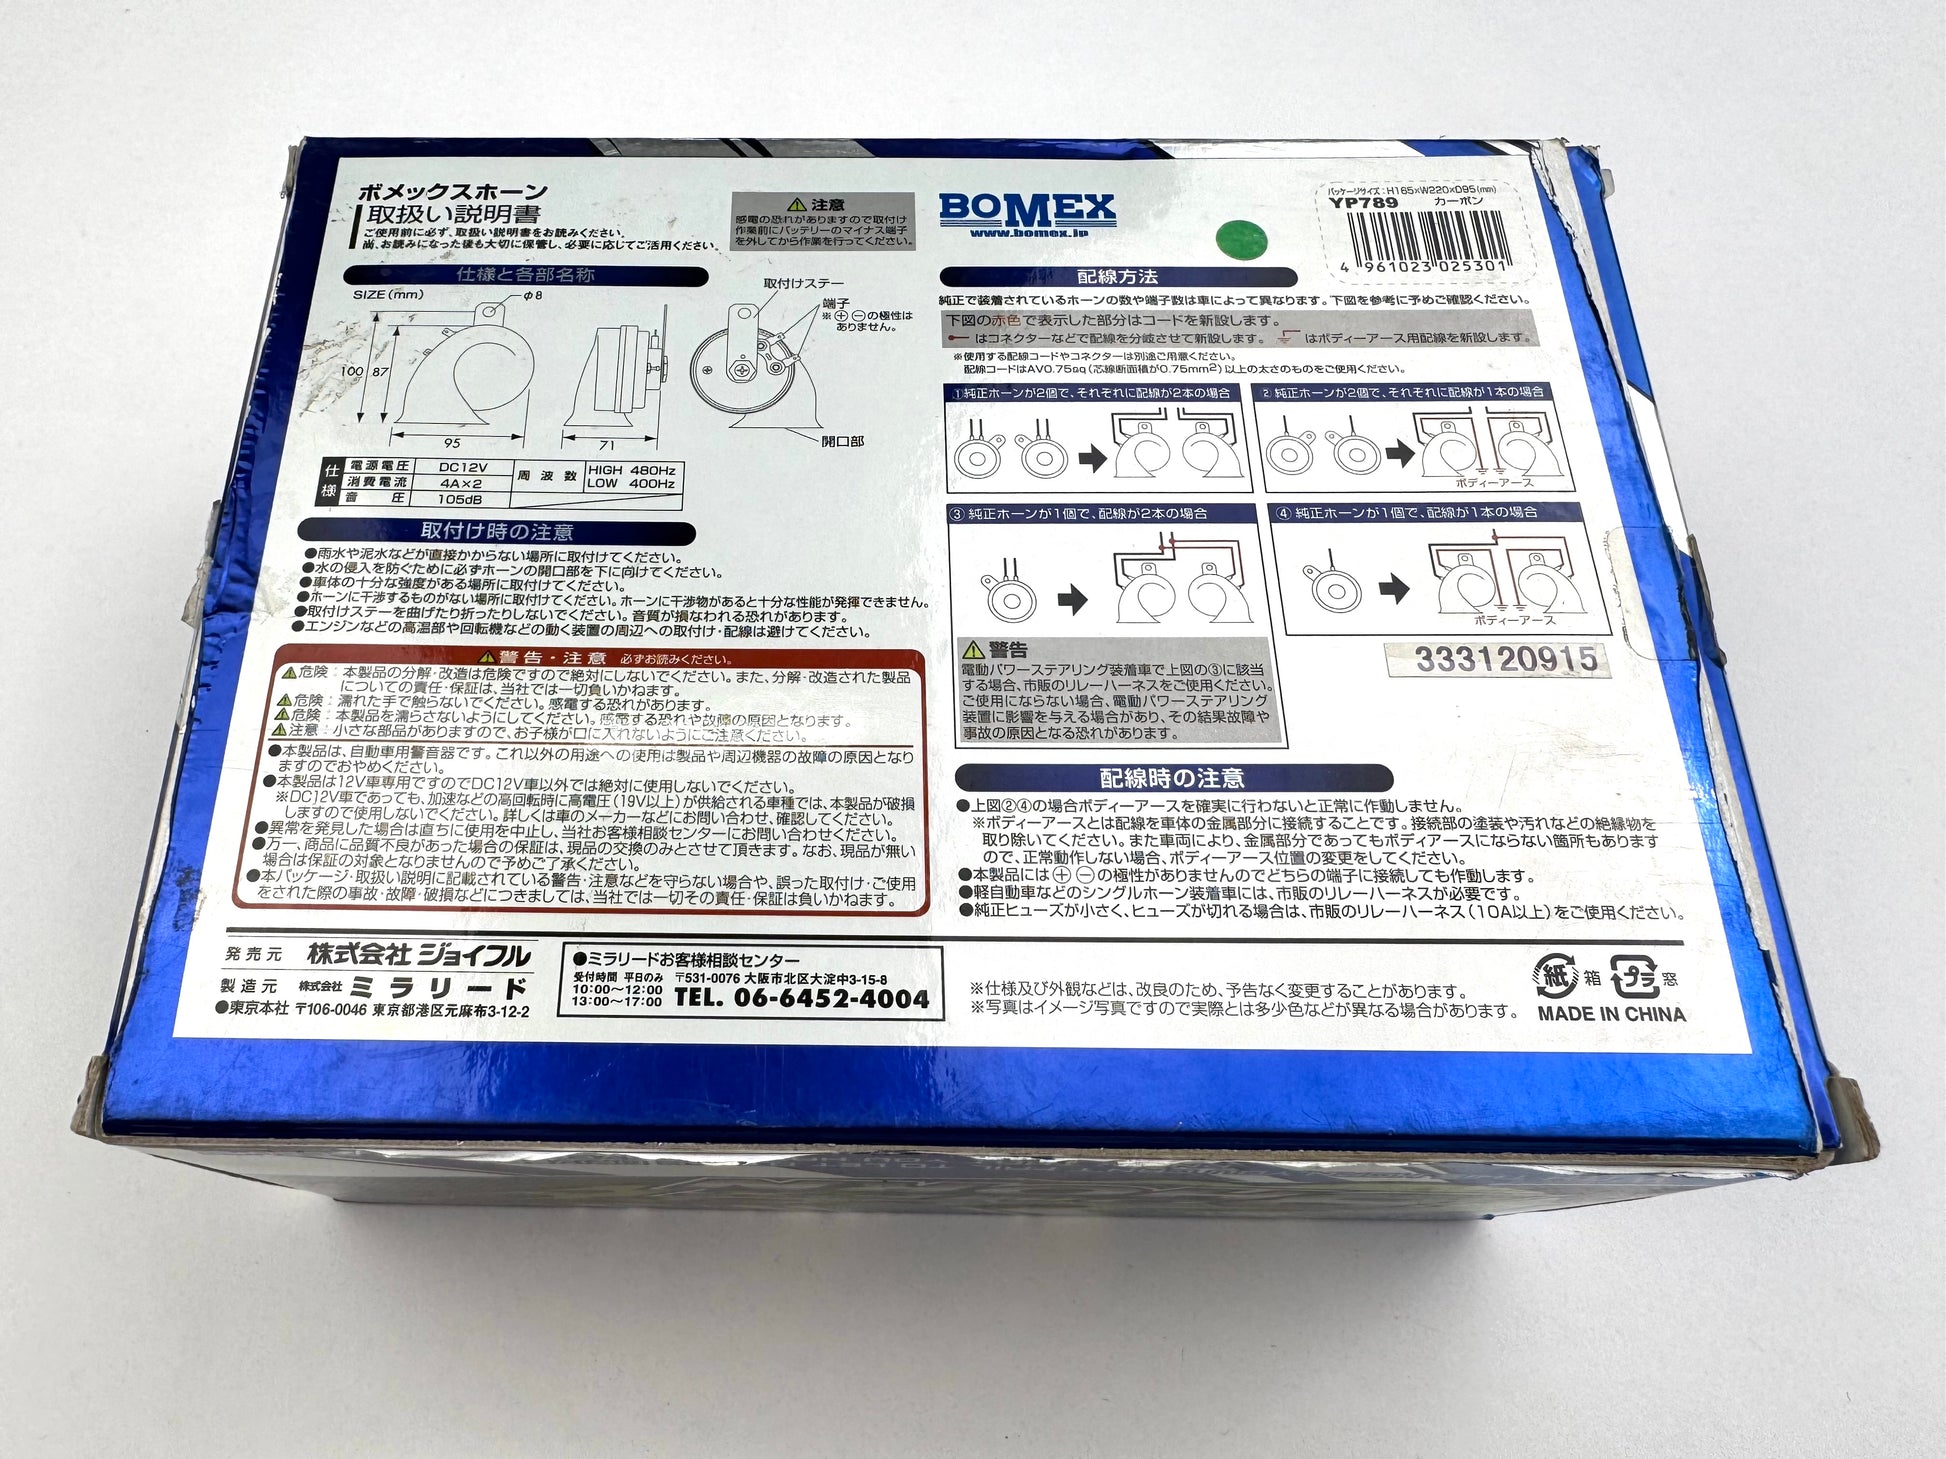 ボメックスホーン
取扱い説明書
ご使用前に必ず、取扱い説明書をお読みください。
尚、お読みになった後も大切に保管し、必要に応じてご活用ください。
⚠注意
感電の恐れがありますので取付け
作業前にバッテリーのマイナス端子
を外してから作業を行ってください。
仕様と各部名称
SIZE(mm)
φ8
100
87
95
71
取付けステー
端子
※⊕⊖の極性は
ありません。
開口部
仕様
電源電圧 DC12V
消費電流 4A×2
音圧 105dB
周波数 HIGH 480Hz
LOW 400Hz
取付け時の注意
●雨水や泥水などが直接かからない場所に取付けてください。
●水の侵入を防ぐために必ずホーンの開口部を下に向けてください。
●車体の十分な強度がある場所に取付けてください。
●ホーンに干渉するものがない場所に取付けてください。ホーンに干渉物があると十分な性能が発揮できません。
●取付けステーを曲げたり折ったりしないでください。音質が損なわれる恐れがあります。
●エンジンなどの高温部や回転機などの動く装置の周辺への取付け・配線は避けてください。
⚠警告・注意 必ずお読みください。
⚠危険：本製品の分解・改造は危険ですので絶対にしないでください。また、分解・改造された製品
についての責任・保証は、当社では一切負いかねます。
⚠危険：濡れた手で触らないでください。感電する恐れがあります。
⚠危険：本製品を濡らさないようにしてください。感電する恐れや故障の原因となります。
⚠注意：小さな部品がありますので、お子様が口に入れないようにご注意ください。
●本製品は、自動車用警音器です。これ以外の用途への使用は製品や周辺機器の故障の原因となり
ますのでおやめください。
●本製品は12V車専用ですのでDC12V車以外では絶対に使用しないでください。
※DC12V車であっても、加速などの高回転時に高電圧(19V以上)が供給される車種では、本製品が破損
しますので使用しないでください。詳しくは車のメーカーなどにお問い合わせ、確認してください。
●異常を発見した場合は直ちに使用を中止し、当社お客様相談センターにお問い合わせください。
●万一、商品に品質不良があった場合の保証は、現品の交換のみとさせて頂きます。なお、現品が無い
場合は保証の対象となりませんので予めご了承ください。
●本パッケージ・取扱い説明に記載されている警告・注意などを守らない場合や、誤った取付け・ご使用
をされた際の事故・故障・破損などにつきましては、当社では一切その責任・保証は負いかねます。
BOMEX
www.bomex.jp
パッケージサイズ：H165×W220×D95(mm)
YP789 カーボン
4 961023 025301
配線方法
純正で装着されているホーンの数や端子数は車によって異なります。下図を参考に予めご確認ください。
下図の赤色で表示した部分はコードを新設します。
はコネクターなどで配線を分岐させて新設します。 はボディーアース用配線を新設します。
※使用する配線コードやコネクターは別途ご用意ください。
配線コードはAV0.75sq(芯線断面積が0.75mm²)以上の太さのものをご使用ください。
①純正ホーンが2個で、それぞれに配線が2本の場合
②純正ホーンが2個で、それぞれに配線が1本の場合
ボディーアース
③純正ホーンが1個で、配線が2本の場合
④純正ホーンが1個で、配線が1本の場合
ボディーアース
⚠警告
電動パワーステアリング装着車で上図の③に該当
する場合、市販のリレーハーネスをご使用ください。
ご使用にならない場合、電動パワーステアリング
装置に影響を与える場合があり、その結果故障や
事故の原因となる恐れがあります。
333120915
配線時の注意
●上図②④の場合ボディーアースを確実に行わないと正常に作動しません。
※ボディーアースとは配線を車体の金属部分に接続することです。接続部の塗装や汚れなどの絶縁物を
取り除いてください。また車両により、金属部分であってもボディーアースにならない箇所もあります
ので、正常動作しない場合、ボディーアース位置の変更をしてください。
●本製品には⊕⊖の極性がありませんのでどちらの端子に接続しても作動します。
●軽自動車などのシングルホーン装着車には、市販のリレーハーネスが必要です。
●純正ヒューズが小さく、ヒューズが切れる場合は、市販のリレーハーネス(10A以上)をご使用ください。
発売元 株式会社 ジョイフル
製造元 株式会社 ミラリード
●東京本社 〒106-0046 東京都港区元麻布3-12-2
●ミラリードお客様相談センター
受付時間 平日のみ 〒531-0076 大阪市北区大淀中3-15-8
10:00〜12:00
13:00〜17:00
TEL. 06-6452-4004
※仕様及び外観などは、改良のため、予告なく変更することがあります。
※写真はイメージ写真ですので実際とは多少色などが異なる場合があります。
紙 箱 プラ 窓
MADE IN CHINA